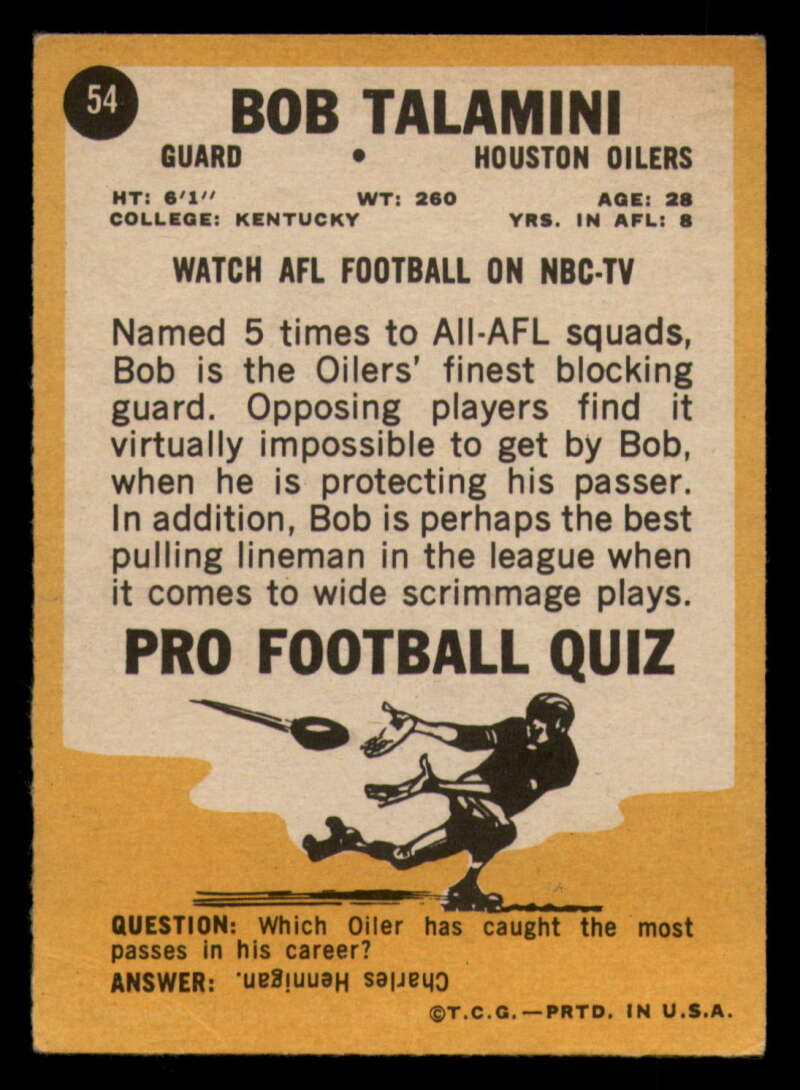 54
BOB TALAMINI
GUARD • HOUSTON OILERS
HT: 6'1" WT: 260 AGE: 28
COLLEGE: KENTUCKY YRS. IN AFL: 8
WATCH AFL FOOTBALL ON NBC-TV
Named 5 times to All-AFL squads,
Bob is the Oilers' finest blocking
guard. Opposing players find it
virtually impossible to get by Bob,
when he is protecting his passer.
In addition, Bob is perhaps the best
pulling lineman in the league when
it comes to wide scrimmage plays.
PRO FOOTBALL QUIZ
QUESTION: Which Oiler has caught the most
passes in his career?
ANSWER: Charles Hennigan.
©T.C.G.—PRTD. IN U.S.A.